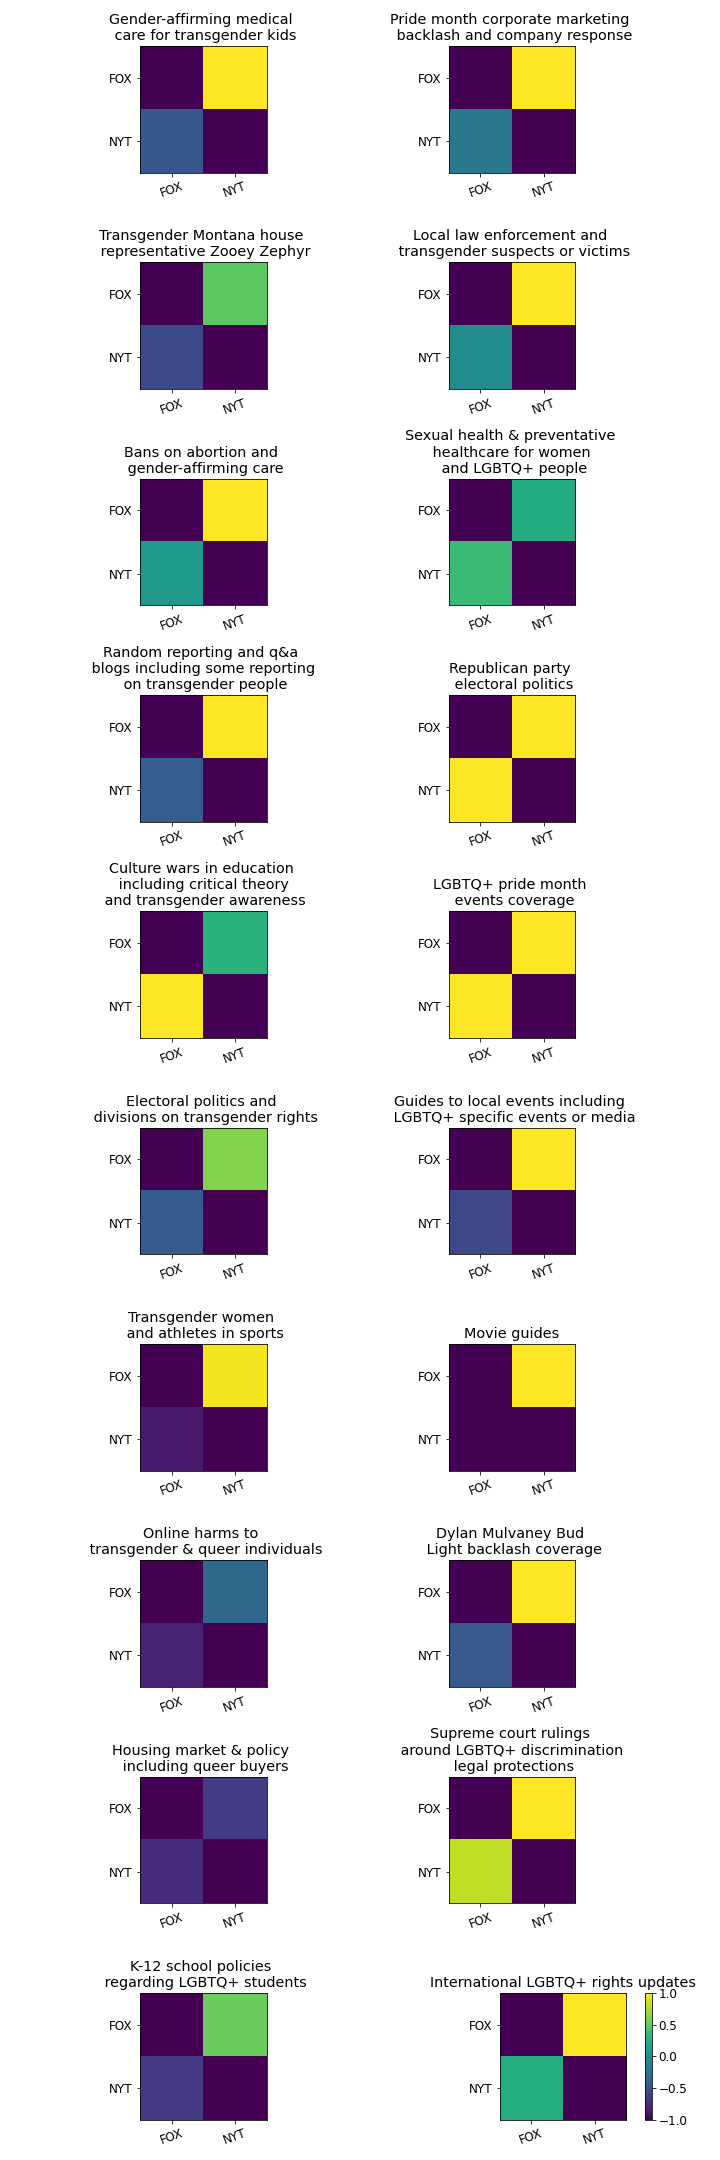 Gender-affirming medical
care for transgender kids
FOX
NYT
FOX
NYT
Pride month corporate marketing
backlash and company response
FOX
NYT
FOX
NYT
Transgender Montana house
representative Zooey Zephyr
FOX
NYT
FOX
NYT
Local law enforcement and
transgender suspects or victims
FOX
NYT
FOX
NYT
Bans on abortion and
gender-affirming care
FOX
NYT
FOX
NYT
Sexual health & preventative
healthcare for women
and LGBTQ+ people
FOX
NYT
FOX
NYT
Random reporting and q&a
blogs including some reporting
on transgender people
FOX
NYT
FOX
NYT
Republican party
electoral politics
FOX
NYT
FOX
NYT
Culture wars in education
including critical theory
and transgender awareness
FOX
NYT
FOX
NYT
LGBTQ+ pride month
events coverage
FOX
NYT
FOX
NYT
Electoral politics and
divisions on transgender rights
FOX
NYT
FOX
NYT
Guides to local events including
LGBTQ+ specific events or media
FOX
NYT
FOX
NYT
Transgender women
and athletes in sports
FOX
NYT
FOX
NYT
Movie guides
FOX
NYT
FOX
NYT
Online harms to
transgender & queer individuals
FOX
NYT
FOX
NYT
Dylan Mulvaney Bud
Light backlash coverage
FOX
NYT
FOX
NYT
Housing market & policy
including queer buyers
FOX
NYT
FOX
NYT
Supreme court rulings
around LGBTQ+ discrimination
legal protections
FOX
NYT
FOX
NYT
K-12 school policies
regarding LGBTQ+ students
FOX
NYT
FOX
NYT
International LGBTQ+ rights updates
FOX
NYT
FOX
NYT
1.0
0.5
0.0
−0.5
−1.0